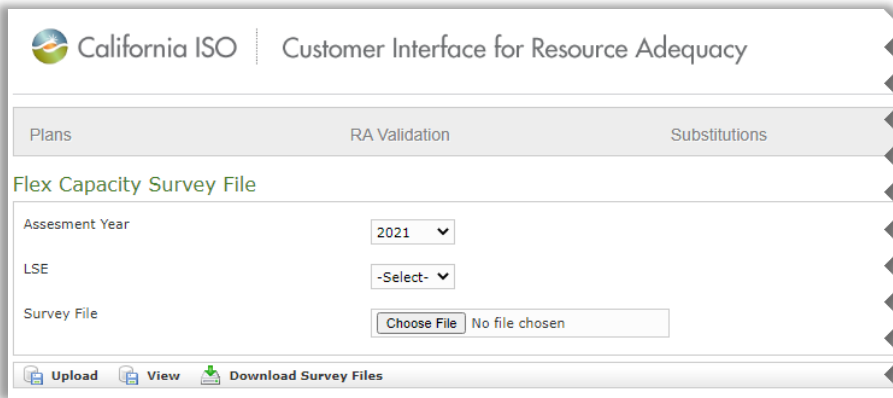 California ISO Customer Interface for Resource Adequacy
Plans RA Validation Substitutions
Flex Capacity Survey File
Assesment Year 2021
LSE -Select-
Survey File Choose File No file chosen
Upload View Download Survey Files